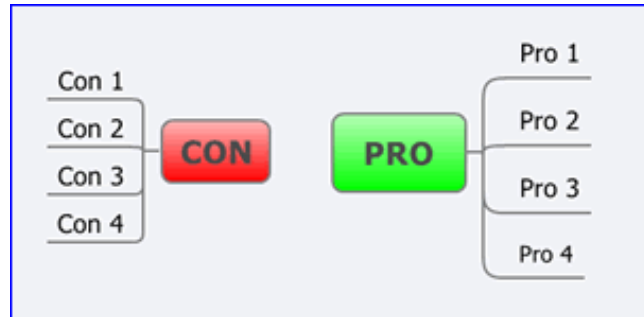 Con 1
Con 2
Con 3
Con 4
CON
PRO
Pro 1
Pro 2
Pro 3
Pro 4